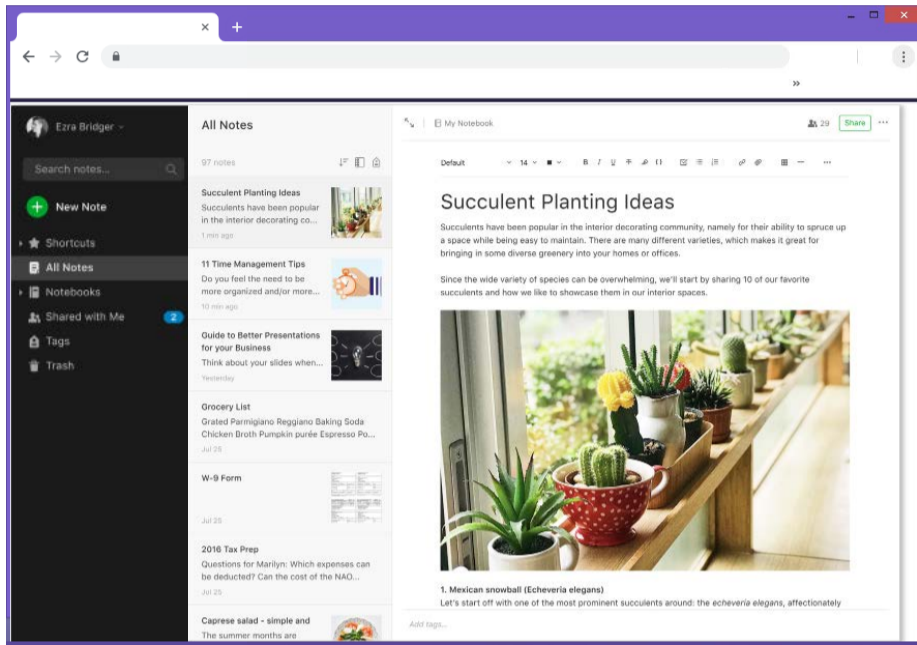 Ezra Bridger
Search notes...
New Note
Shortcuts
All Notes
Notebooks
Shared with Me
2
Tags
Trash
All Notes
97 notes
Succulent Planting Ideas
Succulents have been popular
in the interior decorating co...
1 min ago
11 Time Management Tips
Do you feel the need to be
more organized and/or more...
10 min ago
Guide to Better Presentations
for your Business
Think about your slides when...
Yesterday
Grocery List
Grated Parmigiano Reggiano Baking Soda
Chicken Broth Pumpkin purée Espresso Po...
W-9 Form
Jul 25
2016 Tax Prep
Questions for Marilyn: Which expenses can
be deducted? Can the cost of the NAO...
Jul 25
Caprese salad - simple and
The summer months are
My Notebook
29
Share
Default
14
B I U
Succulent Planting Ideas
Succulents have been popular in the interior decorating community, namely for their ability to spruce up
a space while being easy to maintain. There are many different varieties, which makes it great for
bringing in some diverse greenery into your homes or offices.
Since the wide variety of species can be overwhelming, we'll start by sharing 10 of our favorite
succulents and how we like to showcase them in our interior spaces.
1. Mexican snowball (Echeveria elegans)
Let's start off with one of the most prominent succulents around: the echeveria elegans, affectionately
Add tags...